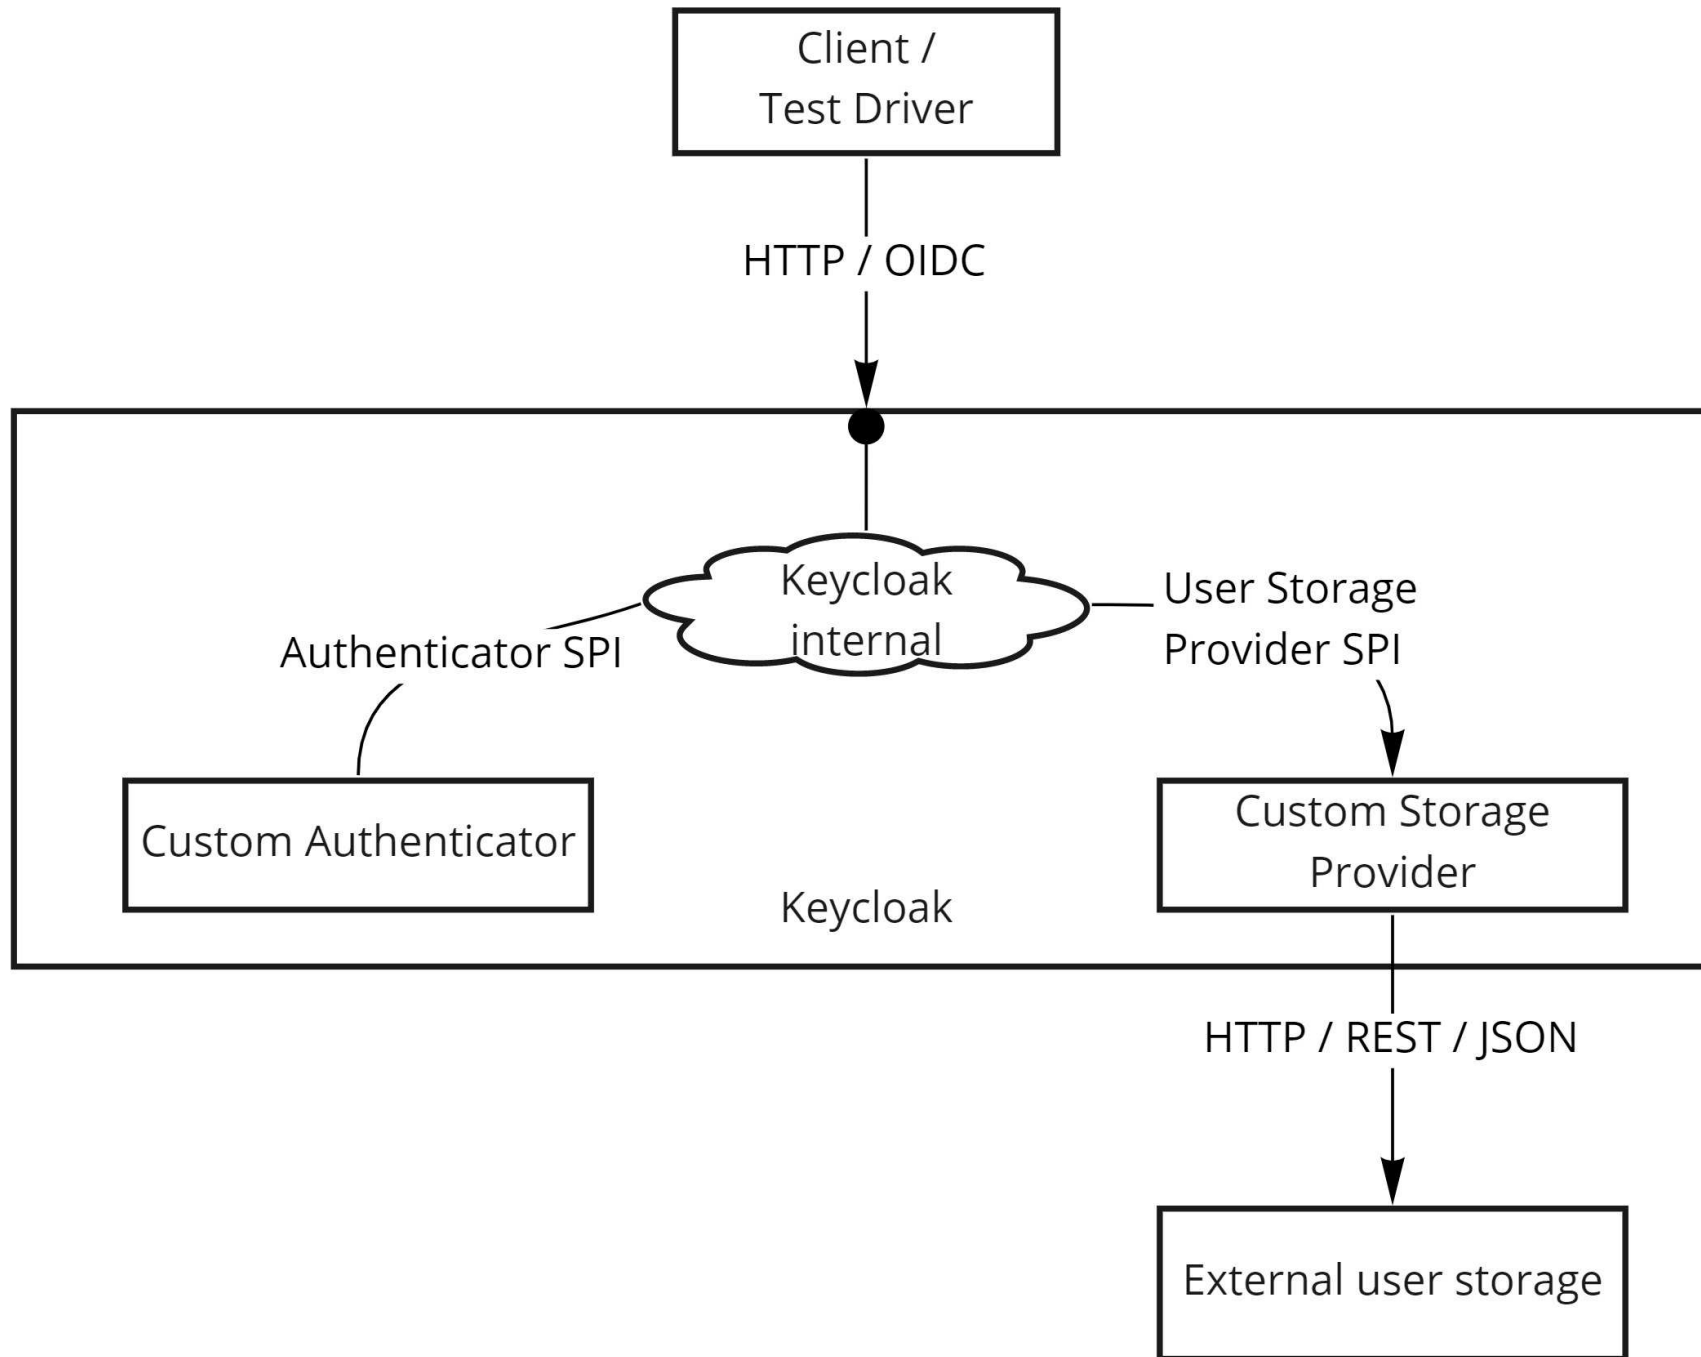 Client /
Test Driver
HTTP / OIDC
Keycloak
internal
User Storage
Provider SPI
Authenticator SPI
Custom Authenticator
Custom Storage
Provider
Keycloak
HTTP / REST / JSON
External user storage